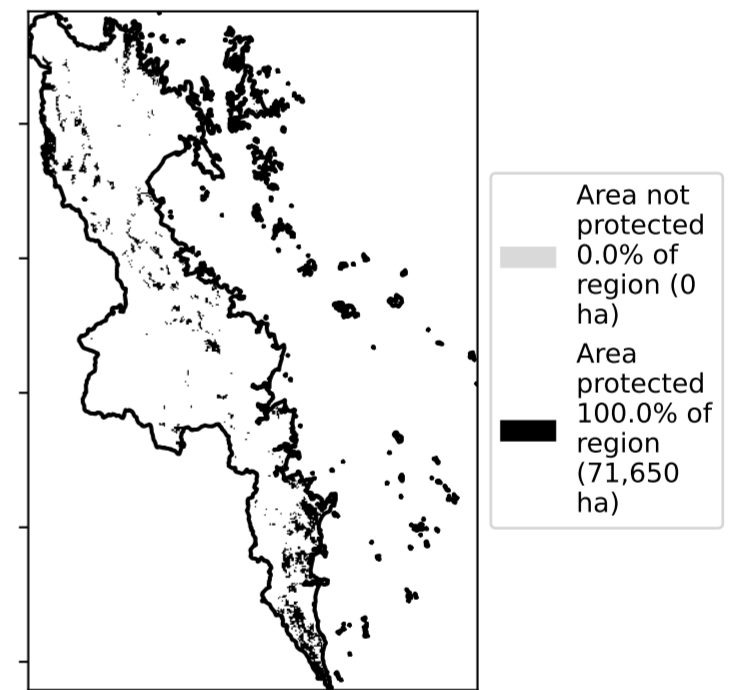 Area not
protected
0.0% of
region (0
ha)
Area
protected
100.0% of
region
(71,650
ha)